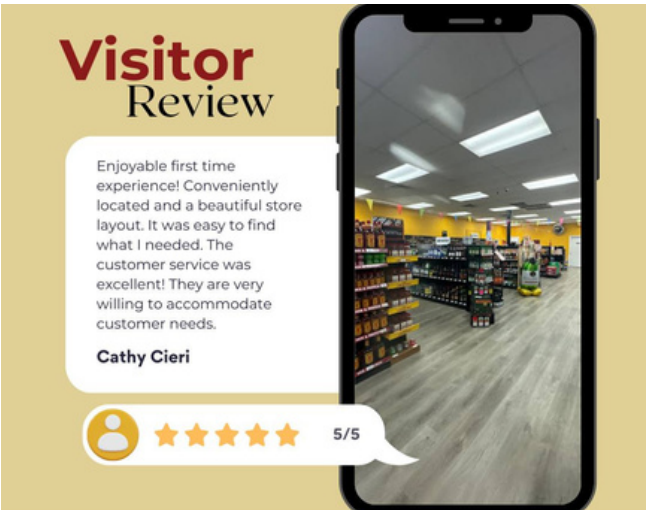 Visitor
Review
Enjoyable first time
experience! Conveniently
located and a beautiful store
layout. It was easy to find
what I needed. The
customer service was
excellent! They are very
willing to accommodate
customer needs.
Cathy Cieri
5/5